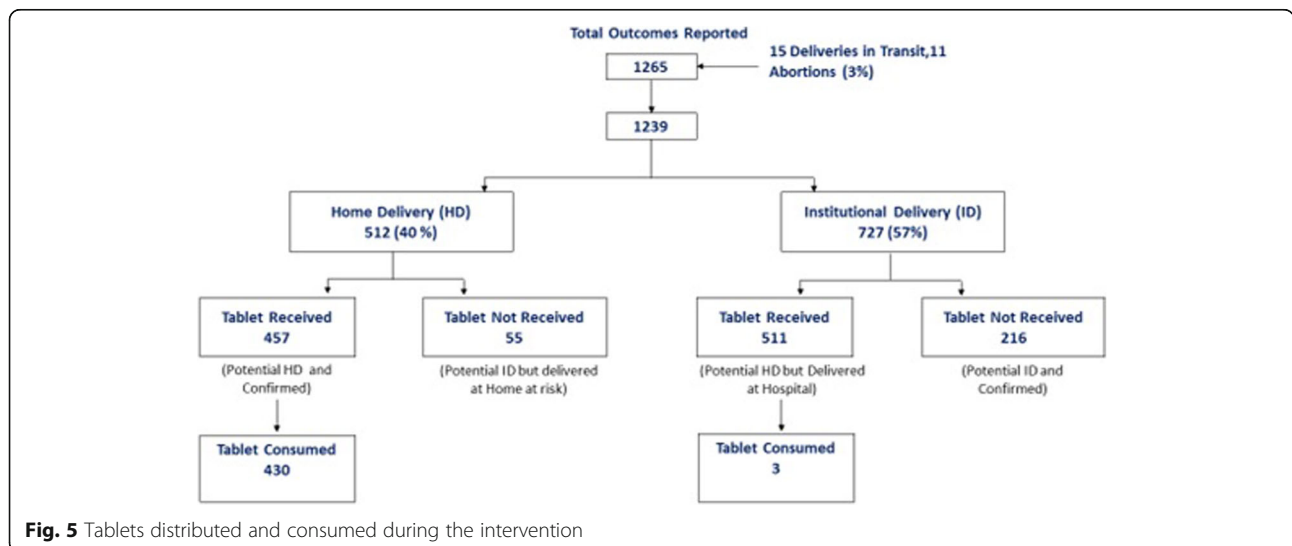 Total Outcomes Reported
1265
15 Deliveries in Transit,11
Abortions (3%)
1239
Home Delivery (HD)
512 (40 %)
Institutional Delivery (ID)
727 (57%)
Tablet Received
457
Tablet Not Received
55
Tablet Received
511
Tablet Not Received
216
(Potential HD and
Confirmed)
(Potential ID but delivered
at Home at risk)
(Potential HD but Delivered
at Hospital)
(Potential ID and
Confirmed)
Tablet Consumed
430
Tablet Consumed
3
Fig. 5 Tablets distributed and consumed during the intervention